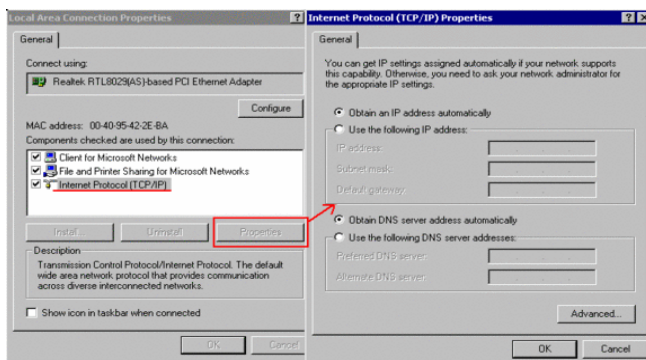 Local Area Connection Properties
General
Connect using:
Realtek RTL8029(AS)-based PCI Ethernet Adapter
Configure
MAC address: 00-40-95-42-2E-BA
Components checked are used by this connection:
Client for Microsoft Networks
File and Printer Sharing for Microsoft Networks
Internet Protocol (TCP/IP)
Install...
Uninstall
Properties
Description
Transmission Control Protocol/Internet Protocol. The default
wide area network protocol that provides communication
across diverse interconnected networks.
Show icon in taskbar when connected
OK
Cancel
Internet Protocol (TCP/IP) Properties
General
You can get IP settings assigned automatically if your network supports
this capability. Otherwise, you need to ask your network administrator for
the appropriate IP settings.
Obtain an IP address automatically
Use the following IP address:
IP address:
Subnet mask:
Default gateway:
Obtain DNS server address automatically
Use the following DNS server addresses:
Preferred DNS server:
Alternate DNS server:
Advanced...
OK
Cancel